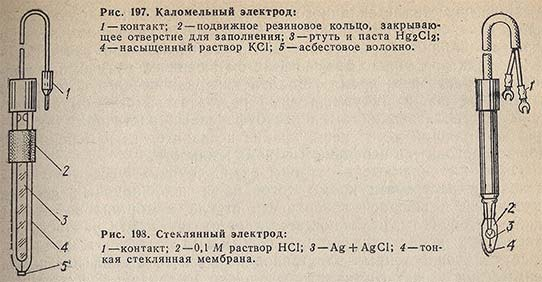 Рис. 197. Каломельный электрод:
1—контакт; 2—подвижное резиновое кольцо, закрываю-
щее отверстие для заполнения; 3—ртуть и паста Hg2Cl2;
4—насыщенный раствор KCl; 5—асбестовое волокно.
1
2
3
4
5
1
2
3
4
Рис. 198. Стеклянный электрод:
1—контакт; 2—0,1 М раствор HCl; 3—Ag + AgCl; 4—тон-
кая стеклянная мембрана.